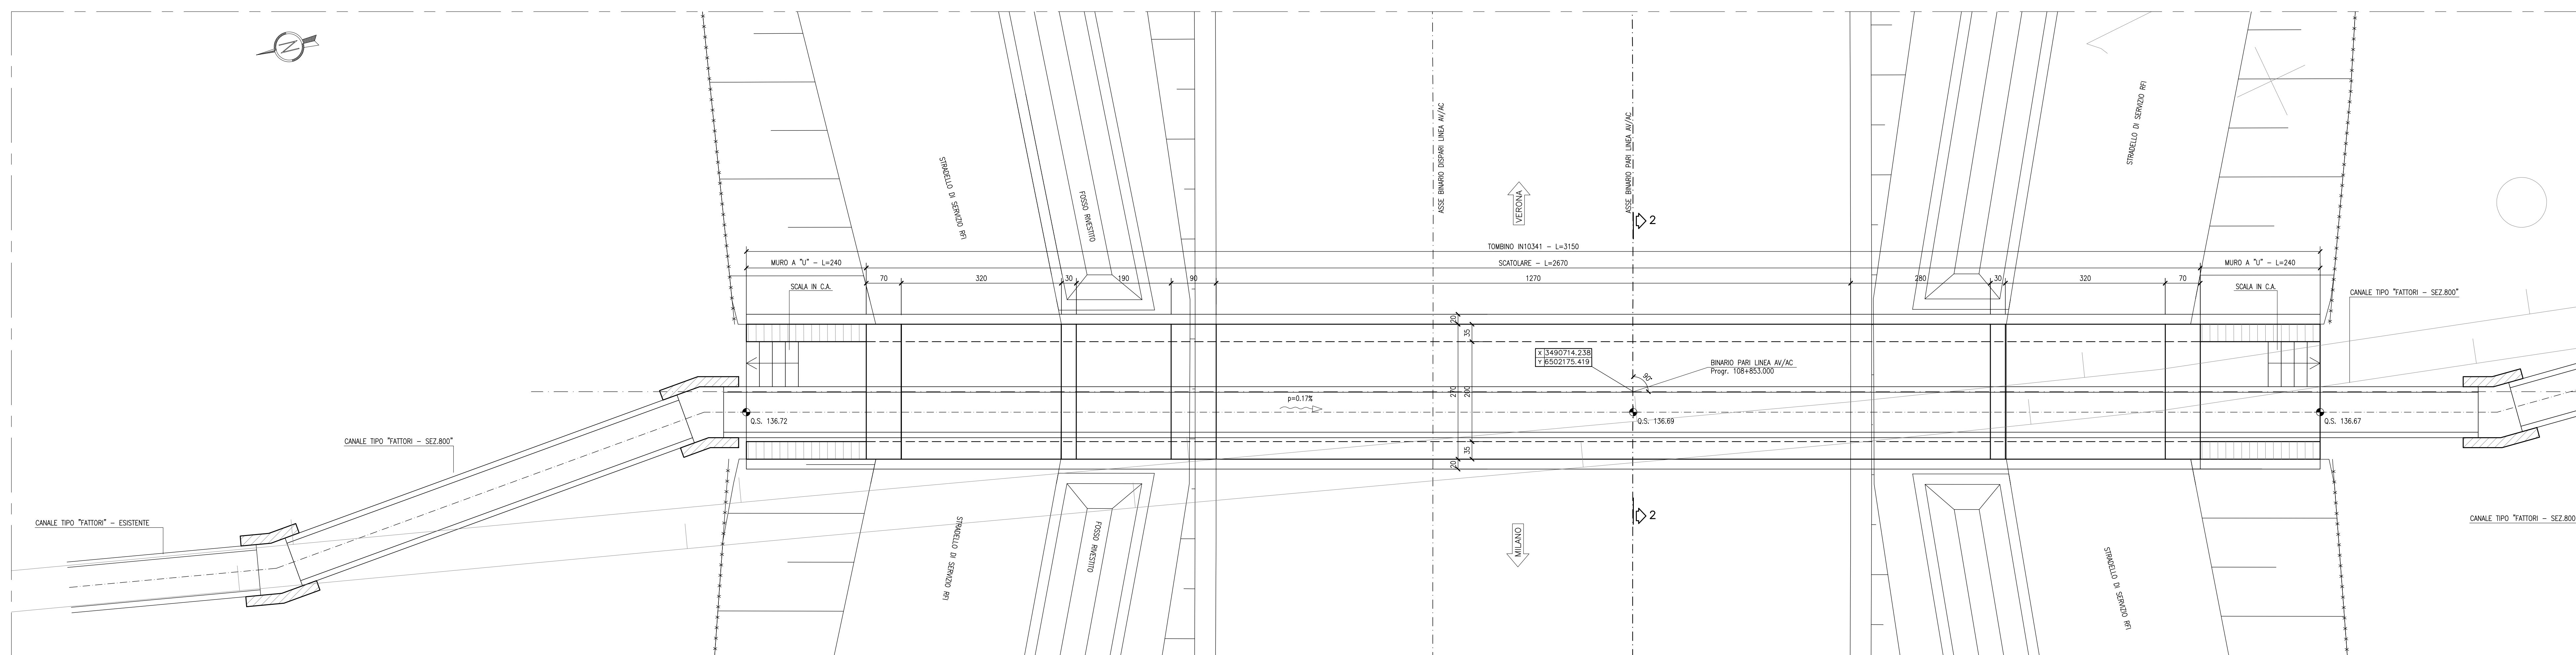 N
STRADELLO DI SERVIZIO RFI
FOSSO RIVESTITO
ASSE BINARIO DISPARI LINEA AV/AC
ASSE BINARIO PARI LINEA AV/AC
STRADELLO DI SERVIZIO RFI
VERONA
2
TOMBINO IN10341 - L=3150
MURO A "U" - L=240
SCATOLARE - L=2670
MURO A "U" - L=240
70
320
30
190
90
1270
280
30
320
70
SCALA IN C.A.
SCALA IN C.A.
CANALE TIPO "FATTORI - SEZ.800"
20
35
270
200
35
20
X 3490714.238
Y 6502175.419
BINARIO PARI LINEA AV/AC
Progr. 108+853.000
90°
p=0.17%
Q.S. 136.72
Q.S. 136.69
Q.S. 136.67
CANALE TIPO "FATTORI - SEZ.800"
CANALE TIPO "FATTORI" - ESISTENTE
STRADELLO DI SERVIZIO RFI
FOSSO RIVESTITO
MILANO
2
STRADELLO DI SERVIZIO RFI
CANALE TIPO "FATTORI - SEZ.800